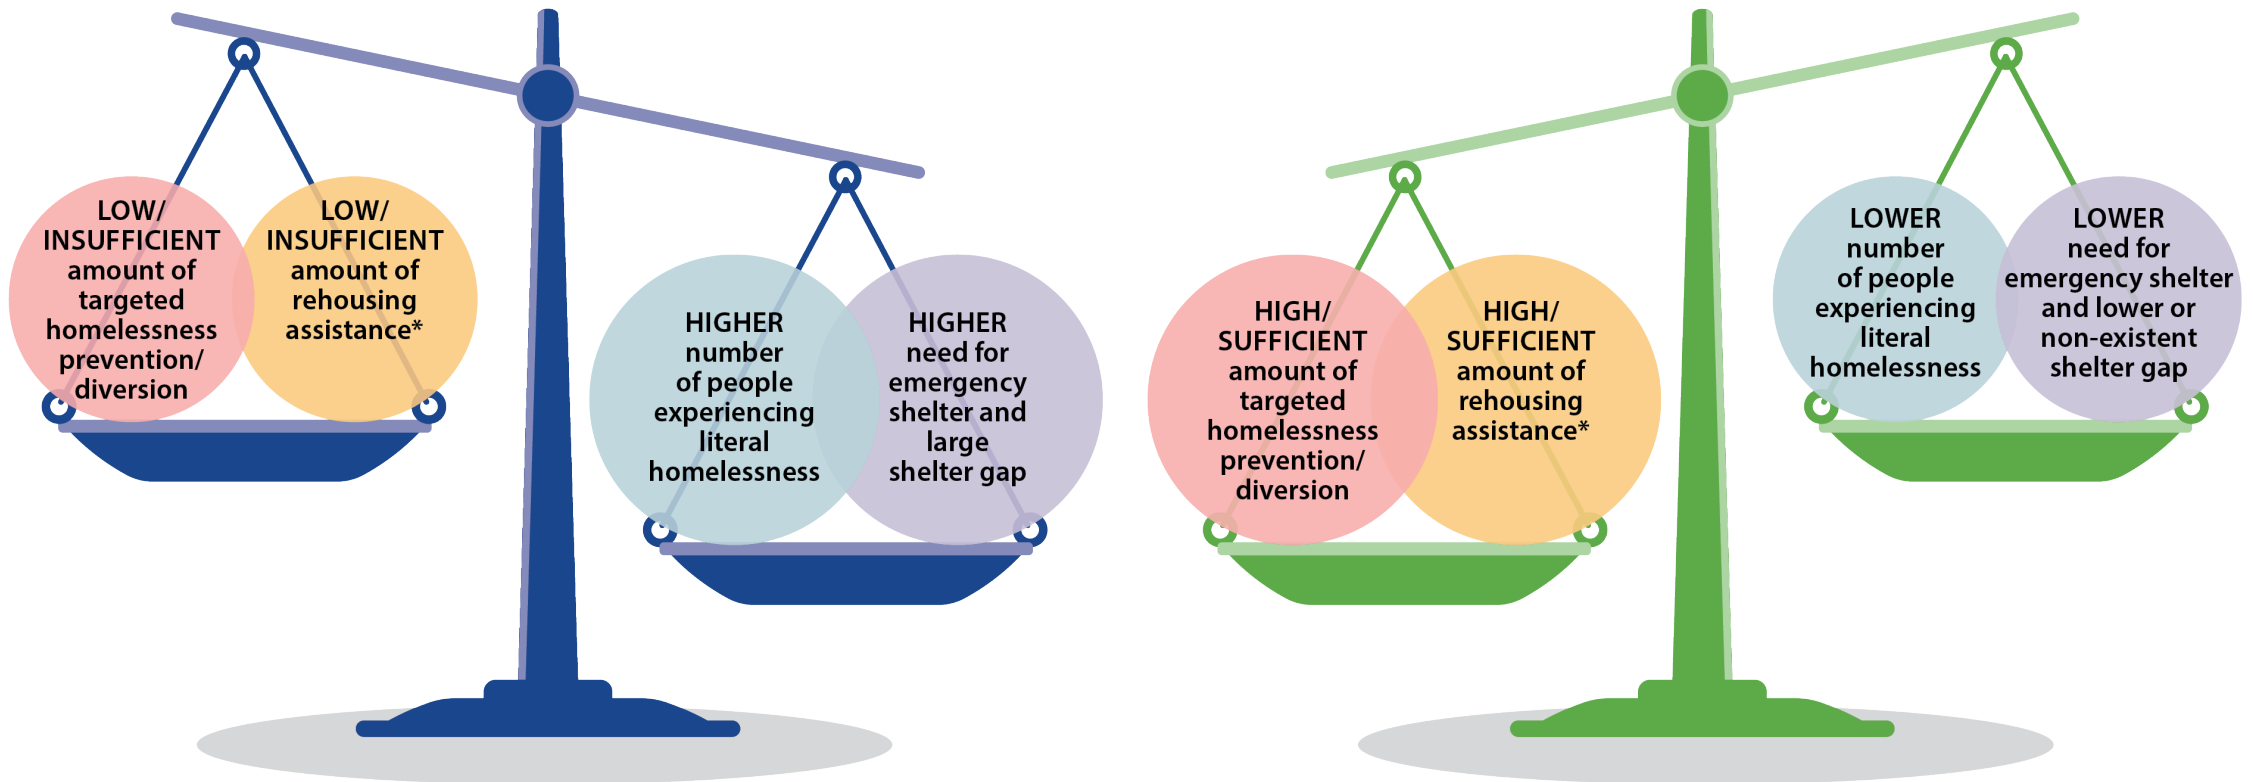 LOW/
INSUFFICIENT
amount of
targeted
homelessness
prevention/
diversion
LOW/
INSUFFICIENT
amount of
rehousing
assistance*
HIGHER
number
of people
experiencing
literal
homelessness
HIGHER
need for
emergency
shelter and
large
shelter gap
HIGH/
SUFFICIENT
amount of
targeted
homelessness
prevention/
diversion
HIGH/
SUFFICIENT
amount of
rehousing
assistance*
LOWER
number
of people
experiencing
literal
homelessness
LOWER
need for
emergency shelter
and lower or
non-existent
shelter gap